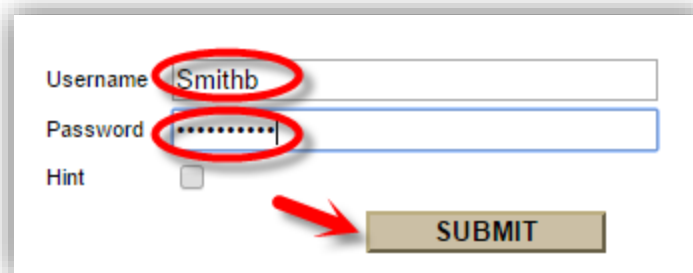 Username Smithb
Password ••••••••••
Hint
SUBMIT